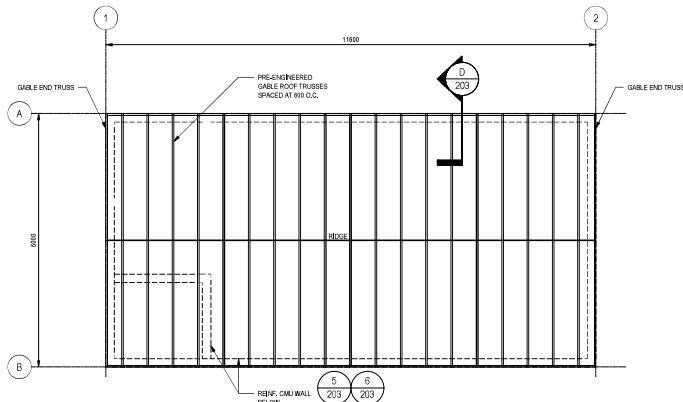 1
2
11600
GABLE END TRUSS
PRE-ENGINEERED
GABLE ROOF TRUSSES
SPACED AT 600 O.C.
D
203
GABLE END TRUSS
A
6000
RIDGE
B
REINF. CMU WALL
BELOW
5
203
6
203